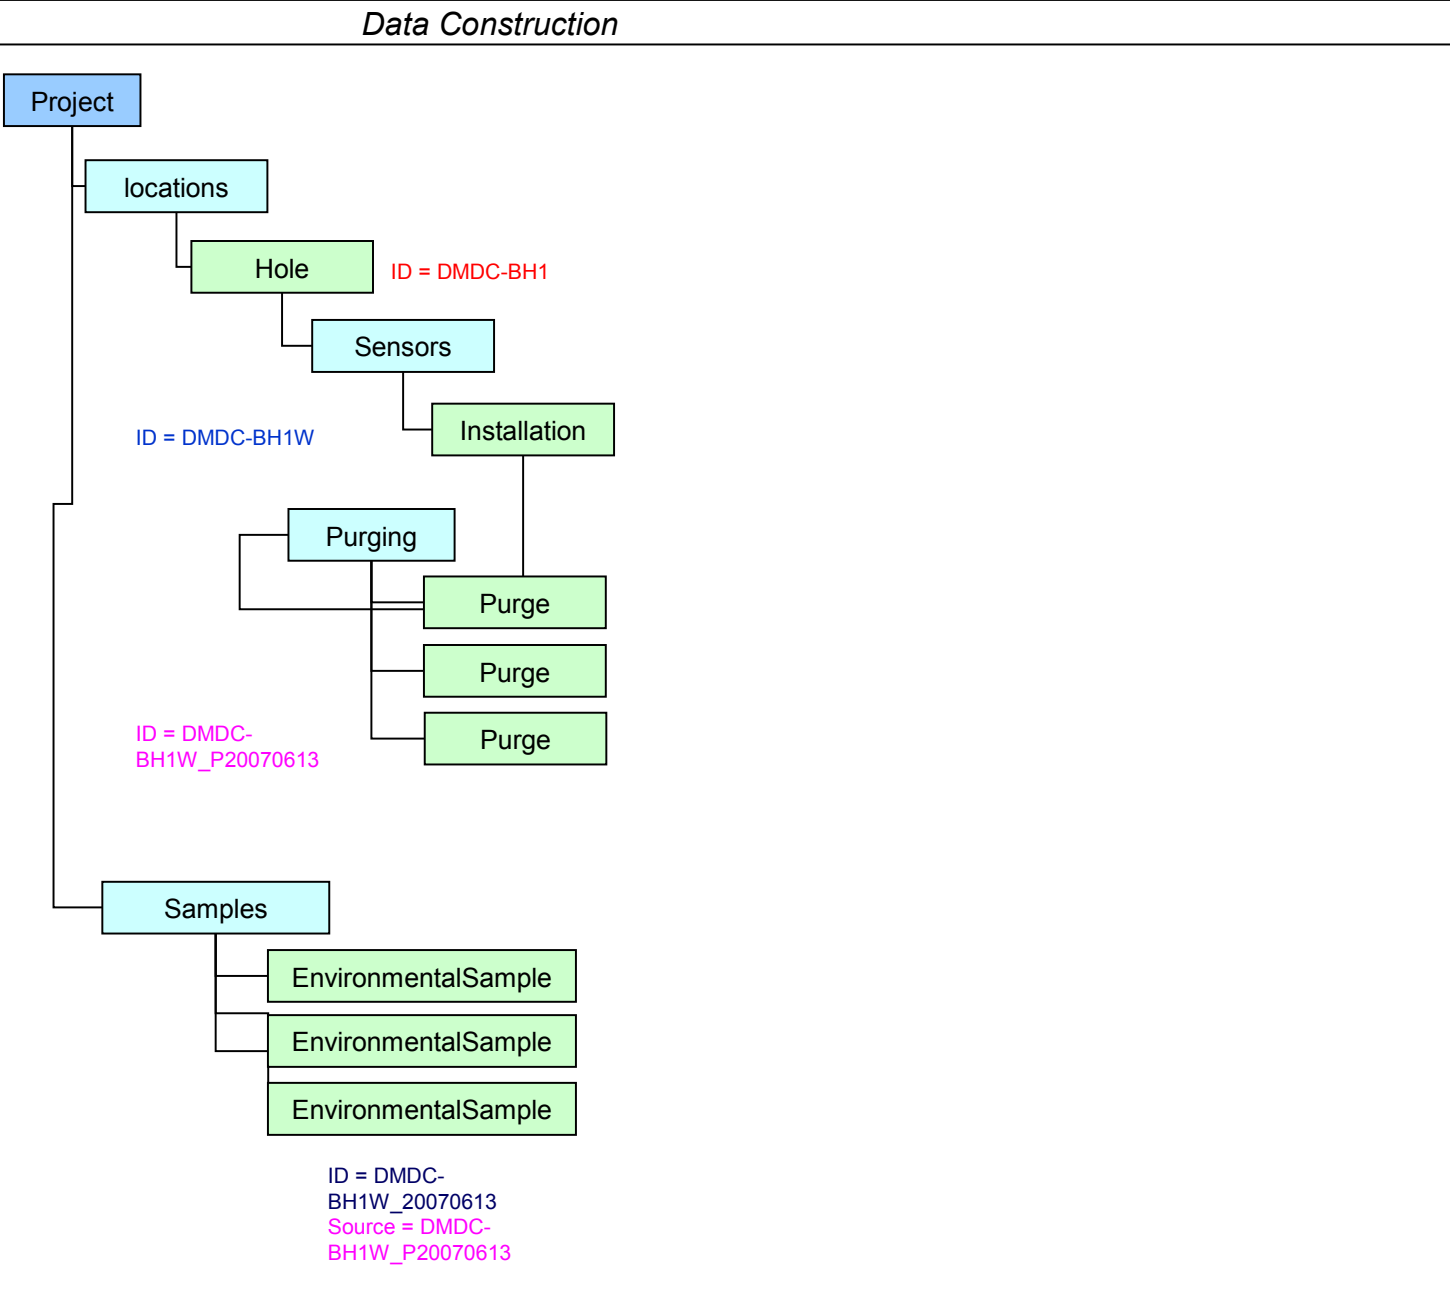 Data Construction
Project
locations
Hole
ID = DMDC-BH1
Sensors
Installation
ID = DMDC-BH1W
Purging
Purge
Purge
ID = DMDC-
BH1W_P20070613
Purge
Samples
EnvironmentalSample
EnvironmentalSample
EnvironmentalSample
ID = DMDC-
BH1W_20070613
Source = DMDC-
BH1W_P20070613